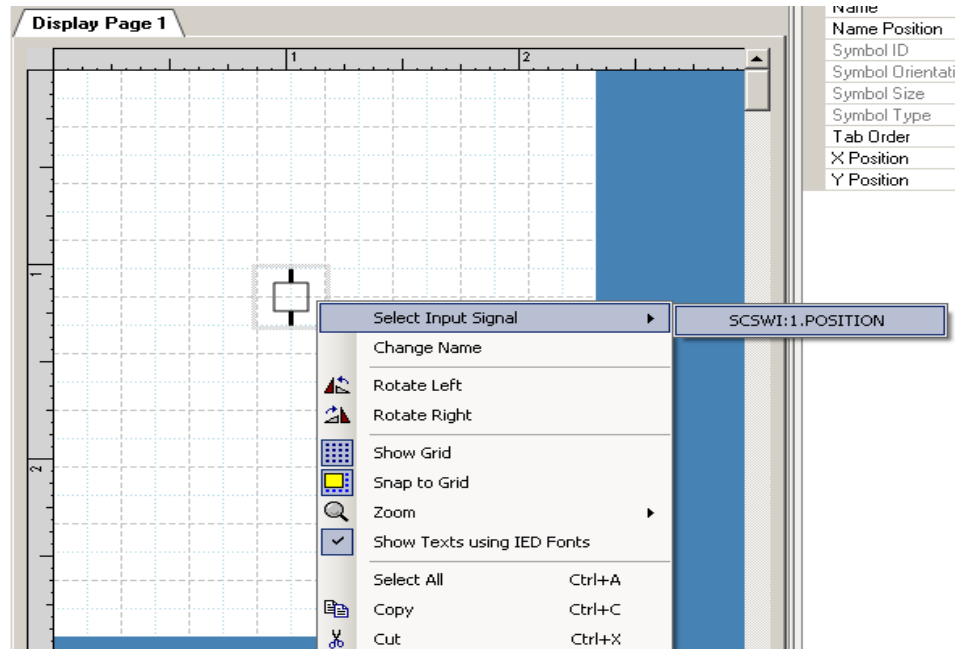 Display Page 1
1
2
1
2
Name
Name Position
Symbol ID
Symbol Orientati
Symbol Size
Symbol Type
Tab Order
X Position
Y Position
Select Input Signal
SCSWI:1.POSITION
Change Name
Rotate Left
Rotate Right
Show Grid
Snap to Grid
Zoom
Show Texts using IED Fonts
Select All Ctrl+A
Copy Ctrl+C
Cut Ctrl+X